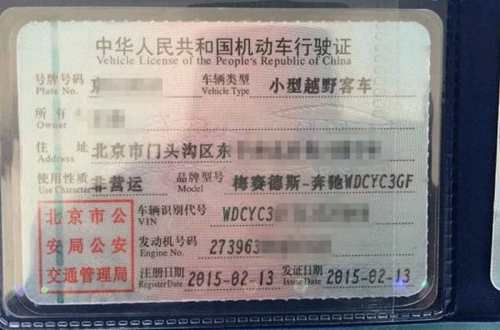 中华人民共和国机动车行驶证
Vehicle License of the People's Republic of China
号牌号码 车辆类型 小型越野客车
Plate No. Vehicle Type
所有
Owner
住 北京市门头沟区东
使用性质 非营运 品牌型号 梅赛德斯-奔驰WDCYC3GF
Use Character Model
北京市公安局公安交通管理局
车辆识别代号 WDCYC3
VIN
发动机号码 273963
Engine No.
注册日期 2015-02-13 发证日期 2015-02-13
Register Date Issue Date